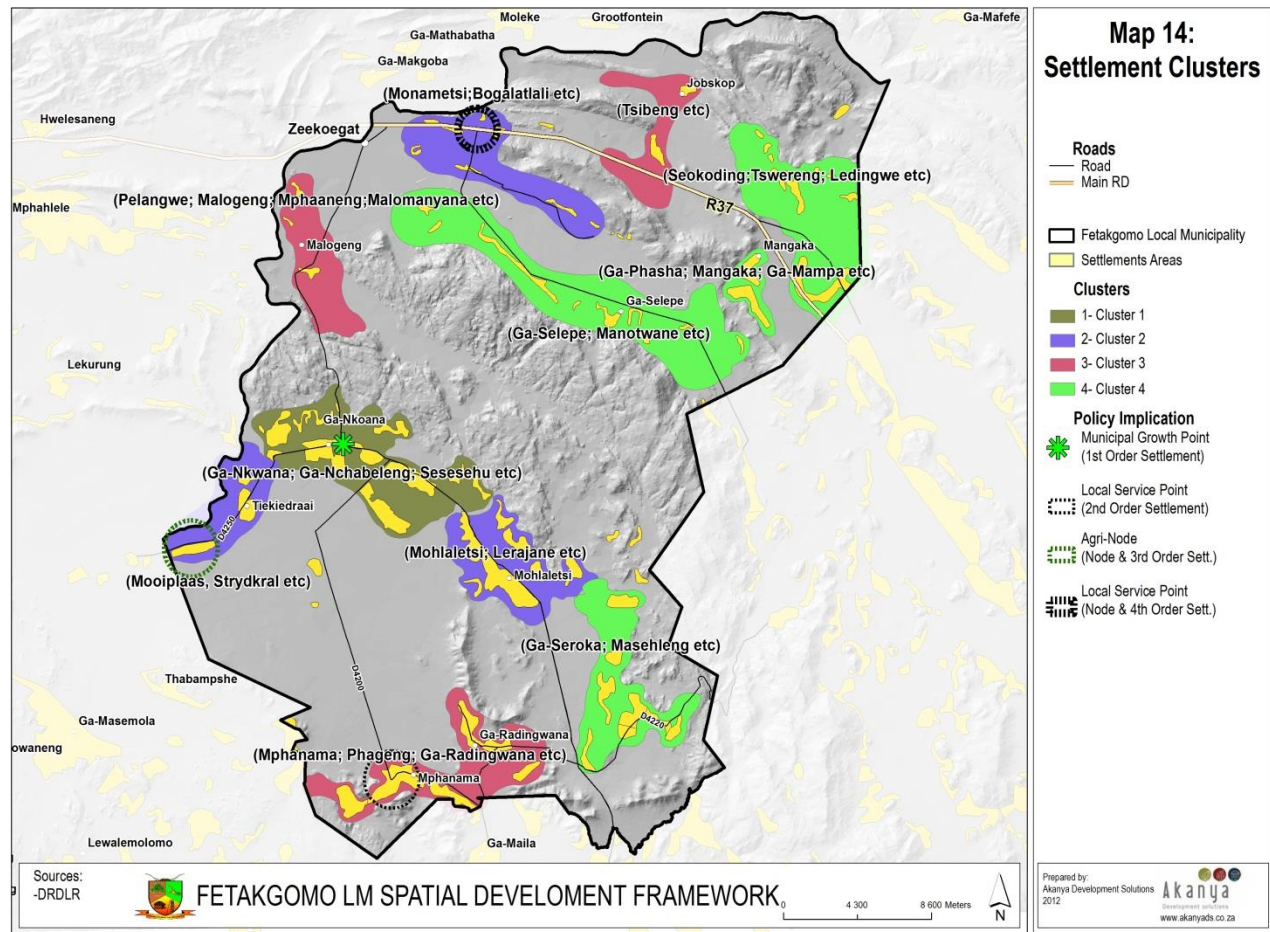 Moleke
Grootfontein
Ga-Mafefe
Ga-Mathabatha
Ga-Makgoba
Jobskop
(Monametsi;Bogalatlali etc)
(Tsibeng etc)
Hwelesaneng
Zeekoegat
(Seokoding;Tswereng; Ledingwe etc)
(Pelangwe; Malogeng; Mphaaneng;Malomanyana etc)
Mphahlele
R37
Malogeng
Mangaka
(Ga-Phasha; Mangaka; Ga-Mampa etc)
Ga-Selepe
(Ga-Selepe; Manotwane etc)
Lekurung
Ga-Nkoana
(Ga-Nkwana; Ga-Nchabeleng; Sesesehu etc)
Tiekiedraai
D4250
(Mohlaletsi; Lerajane etc)
Mohlaletsi
(Mooiplaas, Strydkral etc)
(Ga-Seroka; Masehleng etc)
D4200
Thabampshe
Ga-Masemola
D4220
owaneng
Ga-Radingwana
(Mphanama; Phageng; Ga-Radingwana etc)
Mphanama
Lewalemolomo
Ga-Maila
Map 14:
Settlement Clusters
Roads
Road
Main RD
Fetakgomo Local Municipality
Settlements Areas
Clusters
1- Cluster 1
2- Cluster 2
3- Cluster 3
4- Cluster 4
Policy Implication
Municipal Growth Point
(1st Order Settlement)
Local Service Point
(2nd Order Settlement)
Agri-Node
(Node & 3rd Order Sett.)
Local Service Point
(Node & 4th Order Sett.)
Sources:
-DRDLR
FETAKGOMO LM SPATIAL DEVELOMENT FRAMEWORK
0 4 300 8 600 Meters
N
Prepared by:
Akanya Development Solutions
2012
Akanya
Development solutions
www.akanyads.co.za